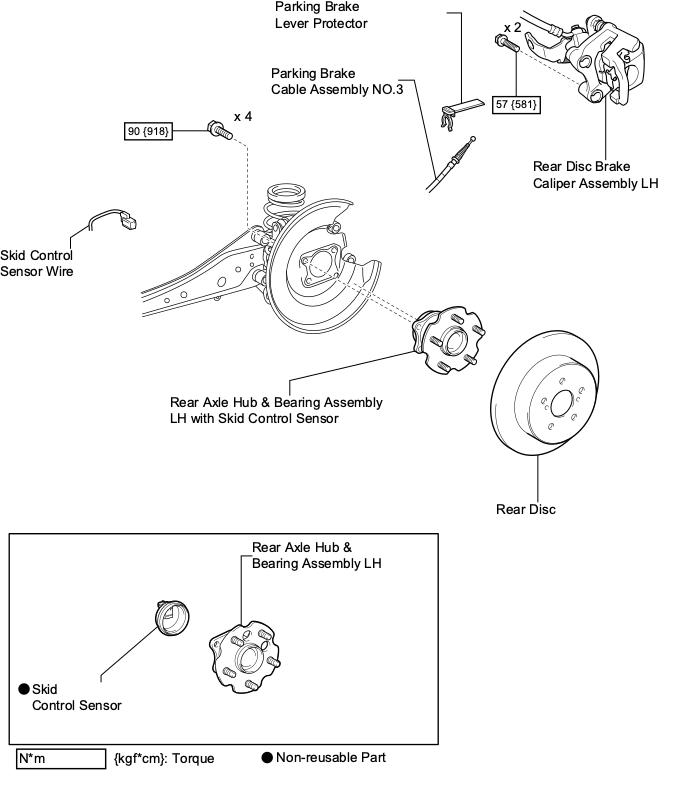 Parking Brake
Lever Protector
x 2
Parking Brake
Cable Assembly NO.3
57 {581}
x 4
90 {918}
Rear Disc Brake
Caliper Assembly LH
Skid Control
Sensor Wire
Rear Axle Hub & Bearing Assembly
LH with Skid Control Sensor
Rear Disc
Rear Axle Hub &
Bearing Assembly LH
● Skid
Control Sensor
N*m {kgf*cm}: Torque ● Non-reusable Part